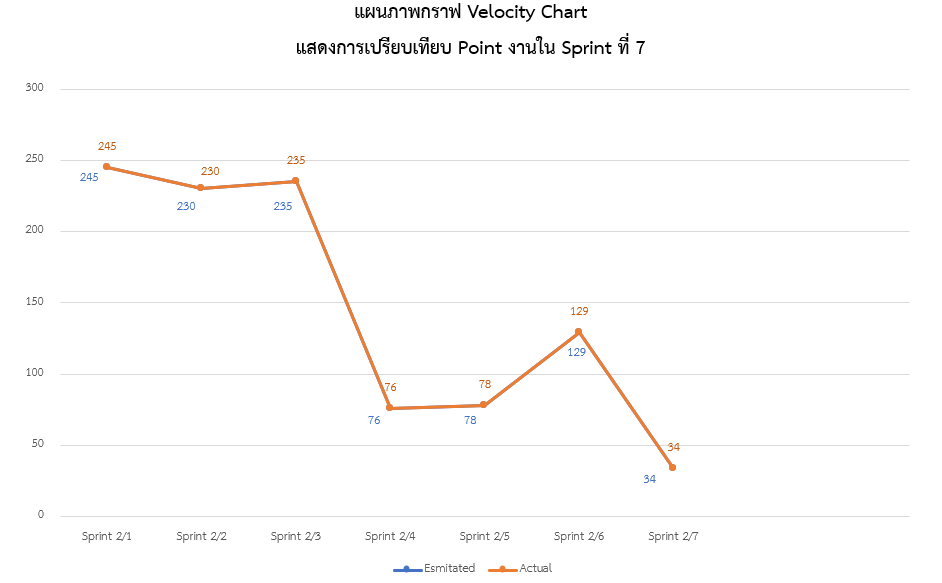 แผนภาพกราฟ Velocity Chart
แสดงการเปรียบเทียบ Point งานใน Sprint ที่ 7
300
250
200
150
100
50
0
245
230
235
76
78
129
34
245
230
235
76
78
129
34
Sprint 2/1
Sprint 2/2
Sprint 2/3
Sprint 2/4
Sprint 2/5
Sprint 2/6
Sprint 2/7
Esmitated
Actual